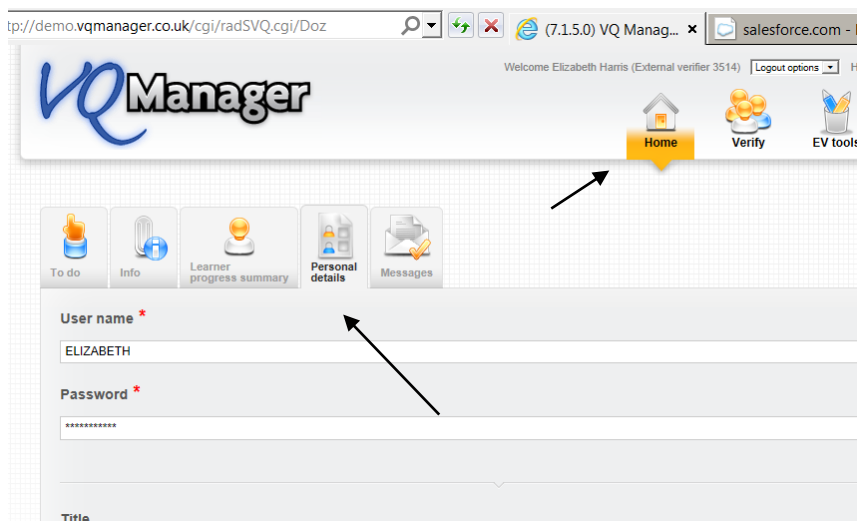 tp://demo.vqmanager.co.uk/cgi/radSVQ.cgi/Doz
(7.1.5.0) VQ Manag...
salesforce.com -
Welcome Elizabeth Harris (External verifier 3514) Logout options H
VQManager
Home
Verify
EV tools
To do
Info
Learner
progress summary
Personal
details
Messages
User name *
ELIZABETH
Password *
***********
Title